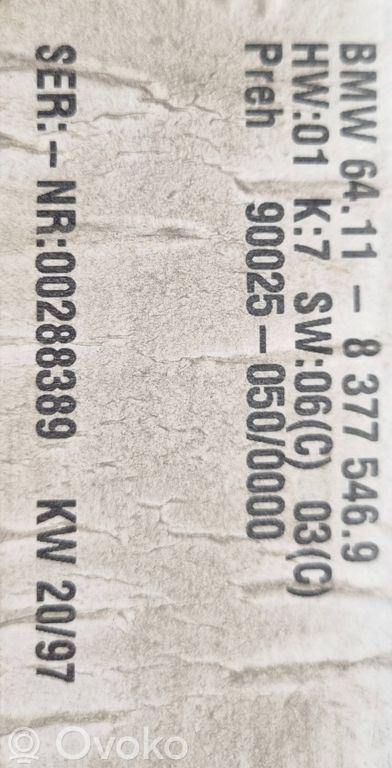 BMW 64.11 - 8 377 546.9
HW:01 K:7 SW:06(C) 03(C)
Preh 90025-050/0000
SER:-NR:00288389 KW 20/97
Ovoko